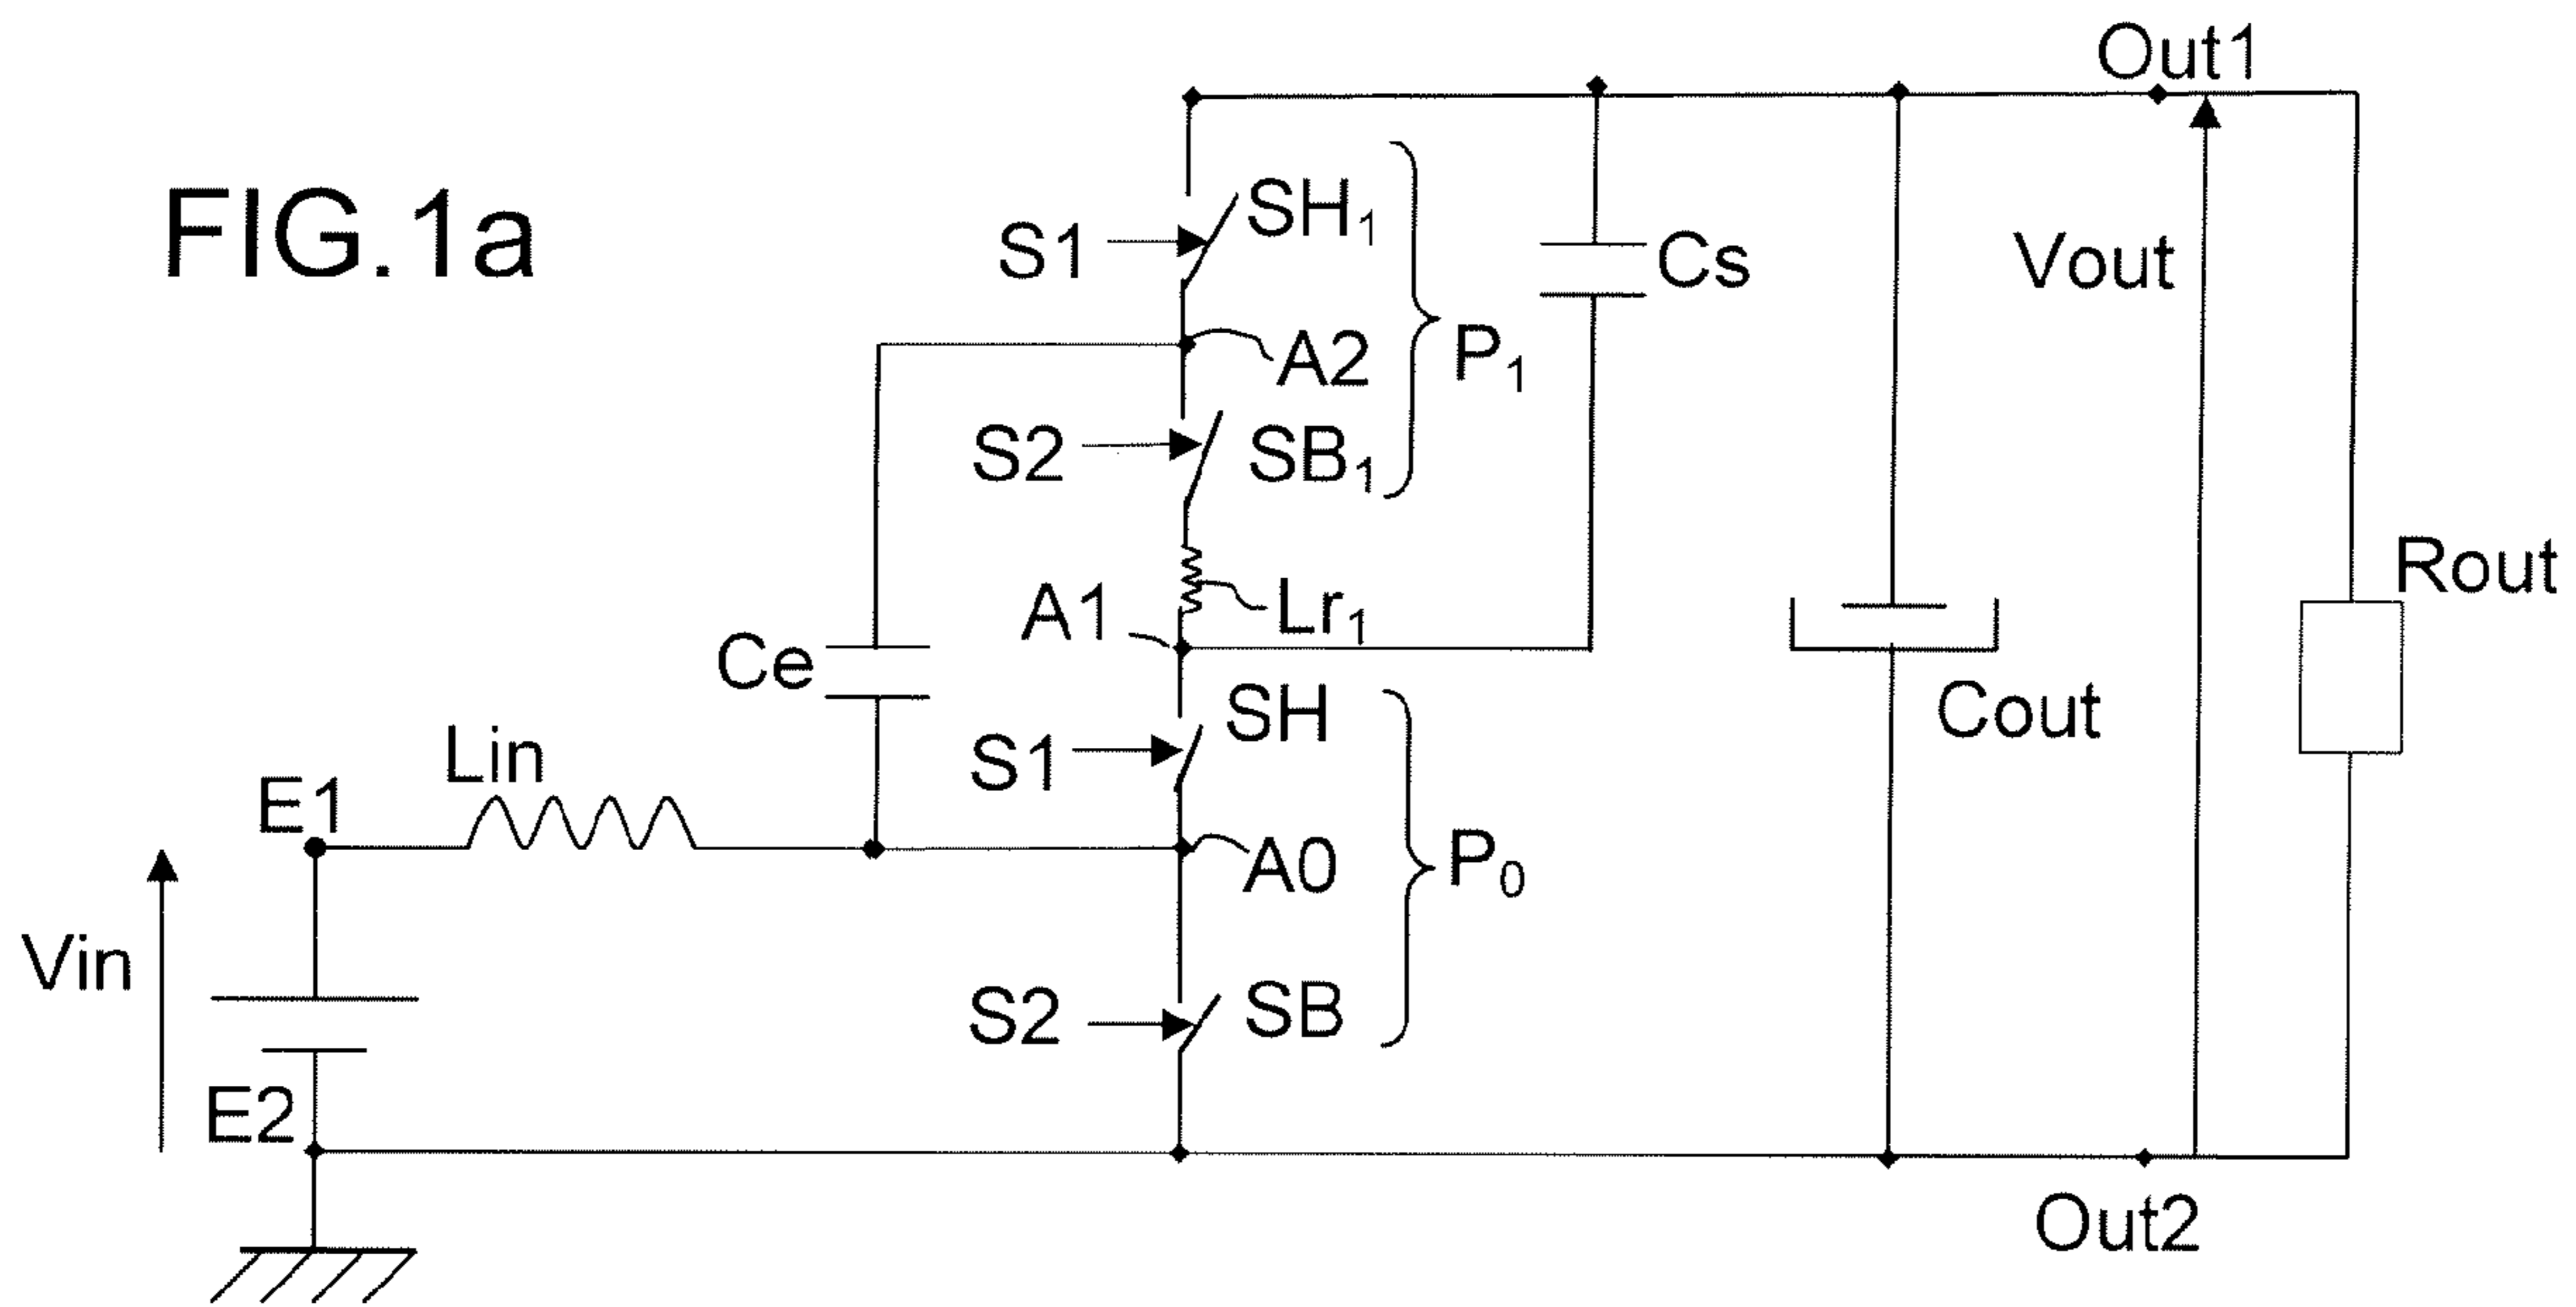 Out1
FIG.1a
S1
SH1
Cs
Vout
A2
P1
S2
SB1
Rout
A1
Lr1
Ce
SH
Cout
Lin
S1
E1
A0
P0
Vin
S2
SB
E2
Out2